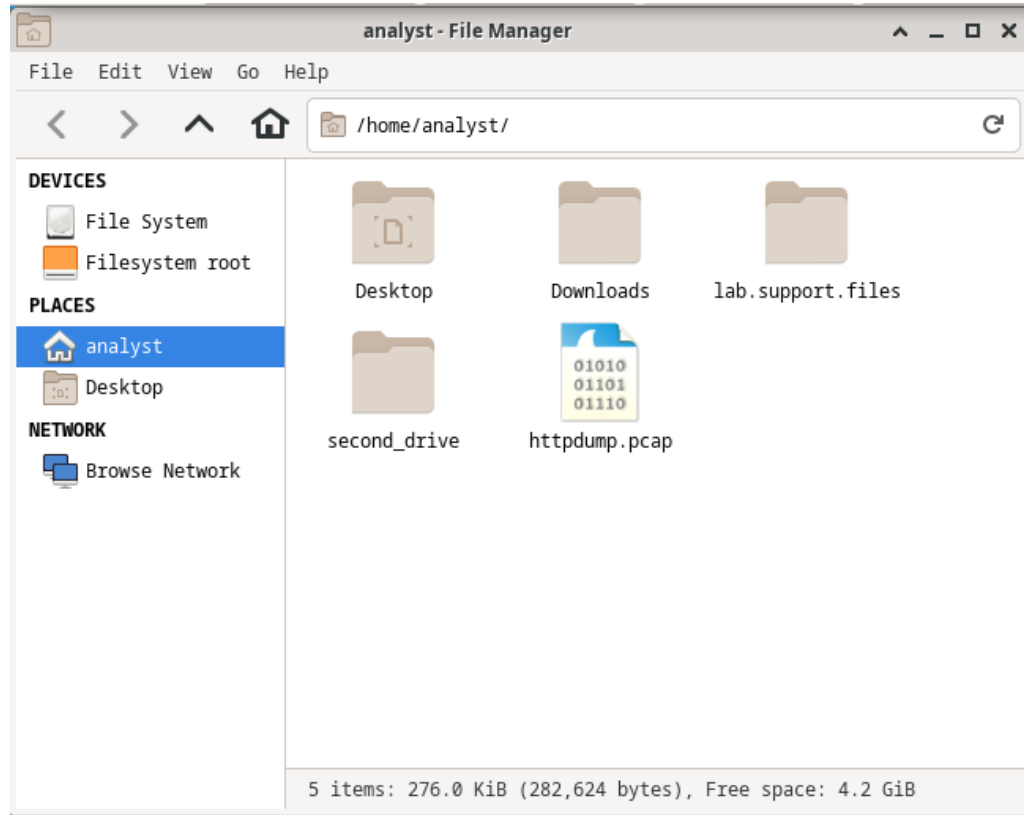 analyst - File Manager
File Edit View Go Help
/home/analyst/
DEVICES
File System
Filesystem root
PLACES
analyst
Desktop
NETWORK
Browse Network
Desktop Downloads lab.support.files
01010
01101
01110
second_drive httpdump.pcap
5 items: 276.0 KiB (282,624 bytes), Free space: 4.2 GiB